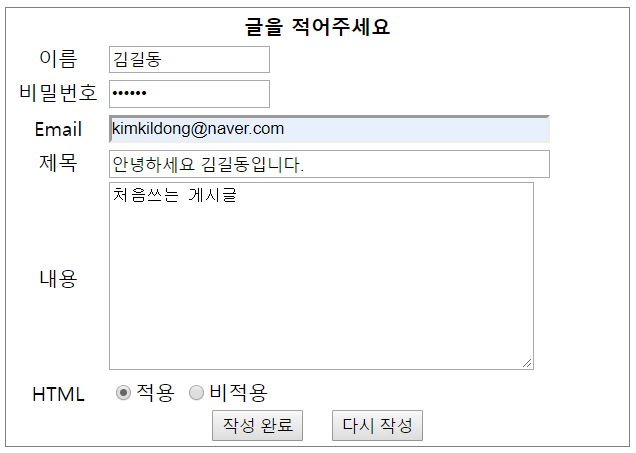 글을 적어주세요
이름 김길동
비밀번호 ••••••
Email kimkildong@naver.com
제목 안녕하세요 김길동입니다.
처음쓰는 게시글
내용
HTML 적용 비적용
작성 완료 다시 작성